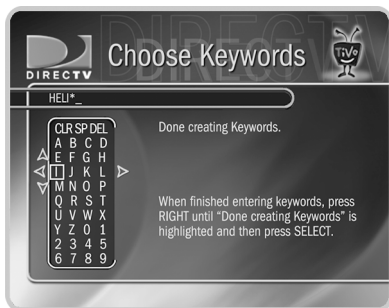 DIRECTV
Choose Keywords
TiVo
HELI*_
CLR SP DEL
A B C D
E F G H
I J K L
M N O P
Q R S T
U V W X
Y Z 0 1
2 3 4 5
6 7 8 9
Done creating Keywords.
When finished entering keywords, press
RIGHT until "Done creating Keywords" is
highlighted and then press SELECT.